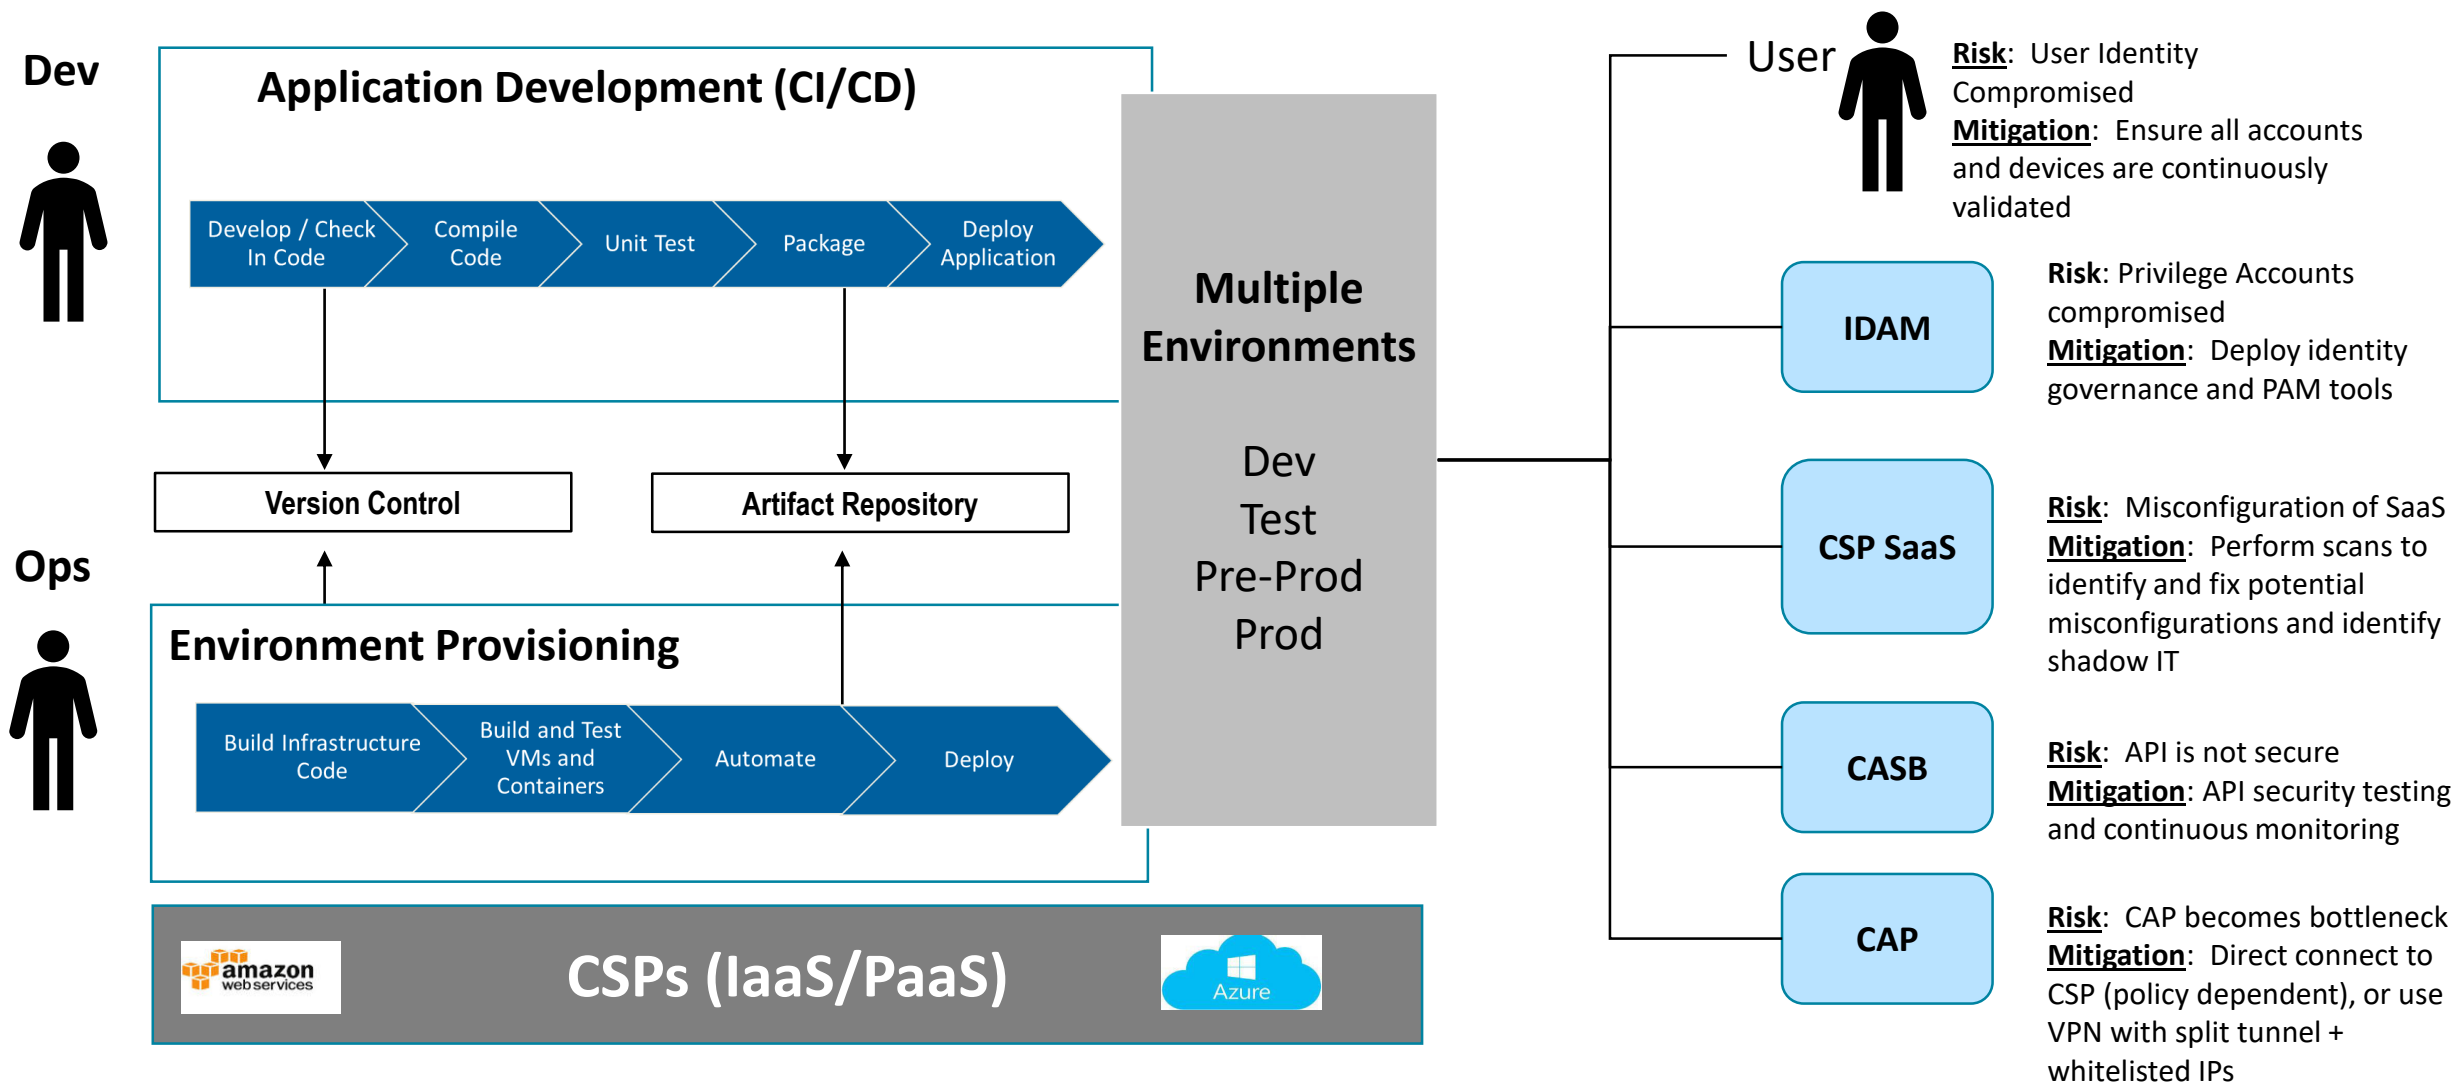 Dev
Application Development (CI/CD)
Develop / Check
In Code
Compile
Code
Unit Test
Package
Deploy
Application
Version Control
Artifact Repository
Ops
Environment Provisioning
Build Infrastructure
Code
Build and Test
VMs and
Containers
Automate
Deploy
Multiple
Environments
Dev
Test
Pre-Prod
Prod
amazon
webservices
CSPs (IaaS/PaaS)
Azure
User
Risk: User Identity
Compromised
Mitigation: Ensure all accounts
and devices are continuously
validated
IDAM
Risk: Privilege Accounts
compromised
Mitigation: Deploy identity
governance and PAM tools
CSP SaaS
Risk: Misconfiguration of SaaS
Mitigation: Perform scans to
identify and fix potential
misconfigurations and identify
shadow IT
CASB
Risk: API is not secure
Mitigation: API security testing
and continuous monitoring
CAP
Risk: CAP becomes bottleneck
Mitigation: Direct connect to
CSP (policy dependent), or use
VPN with split tunnel +
whitelisted IPs